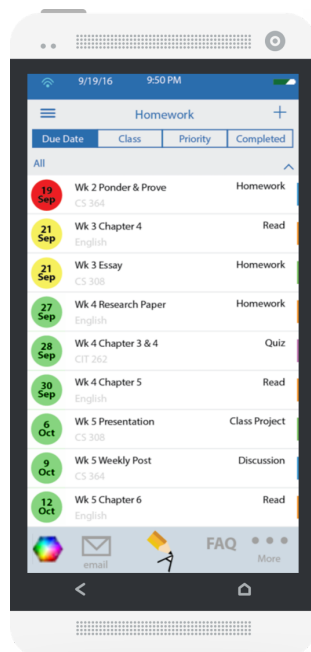 9/19/16 9:50 PM
Homework +
Due Date Class Priority Completed
All
19 Sep Wk 2 Ponder & Prove Homework
CS 364
21 Sep Wk 3 Chapter 4 Read
English
21 Sep Wk 3 Essay Homework
CS 308
27 Sep Wk 4 Research Paper Homework
English
28 Sep Wk 4 Chapter 3 & 4 Quiz
CIT 262
30 Sep Wk 4 Chapter 5 Read
English
6 Oct Wk 5 Presentation Class Project
CS 308
9 Oct Wk 5 Weekly Post Discussion
CS 364
12 Oct Wk 5 Chapter 6 Read
English
email FAQ More